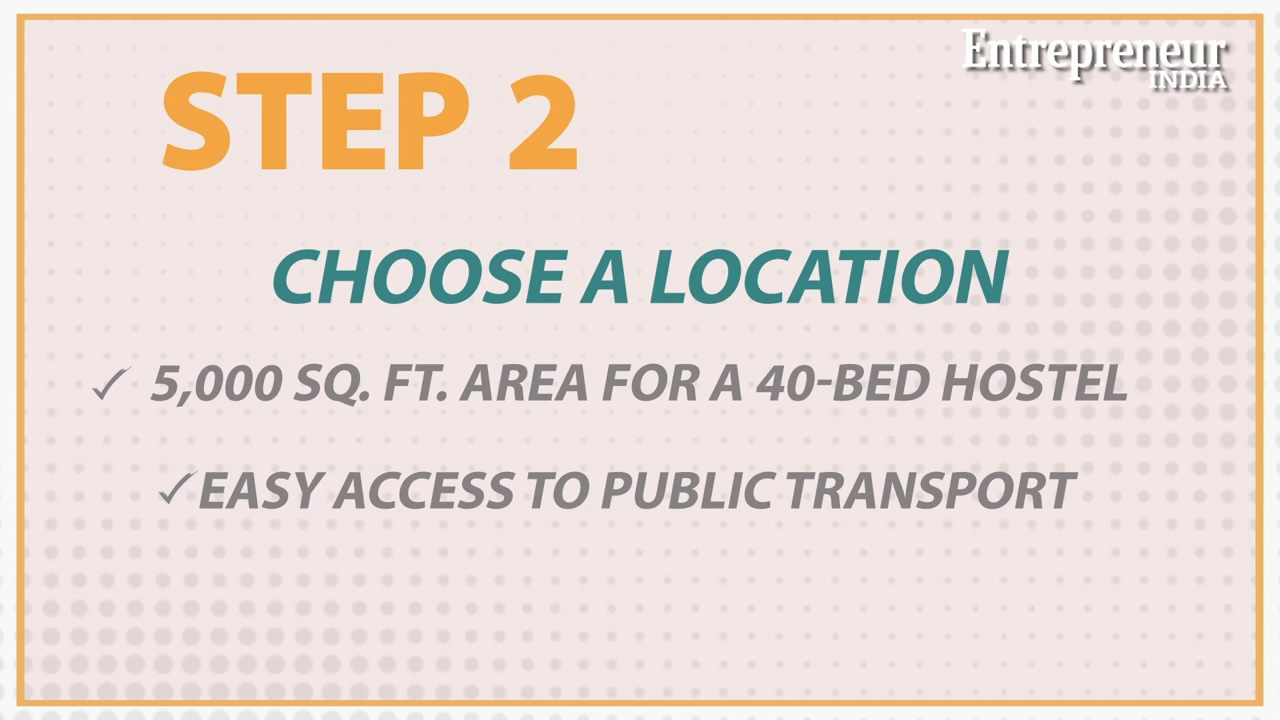 Entrepreneur
INDIA
STEP 2
CHOOSE A LOCATION
✓ 5,000 SQ. FT. AREA FOR A 40-BED HOSTEL
✓ EASY ACCESS TO PUBLIC TRANSPORT